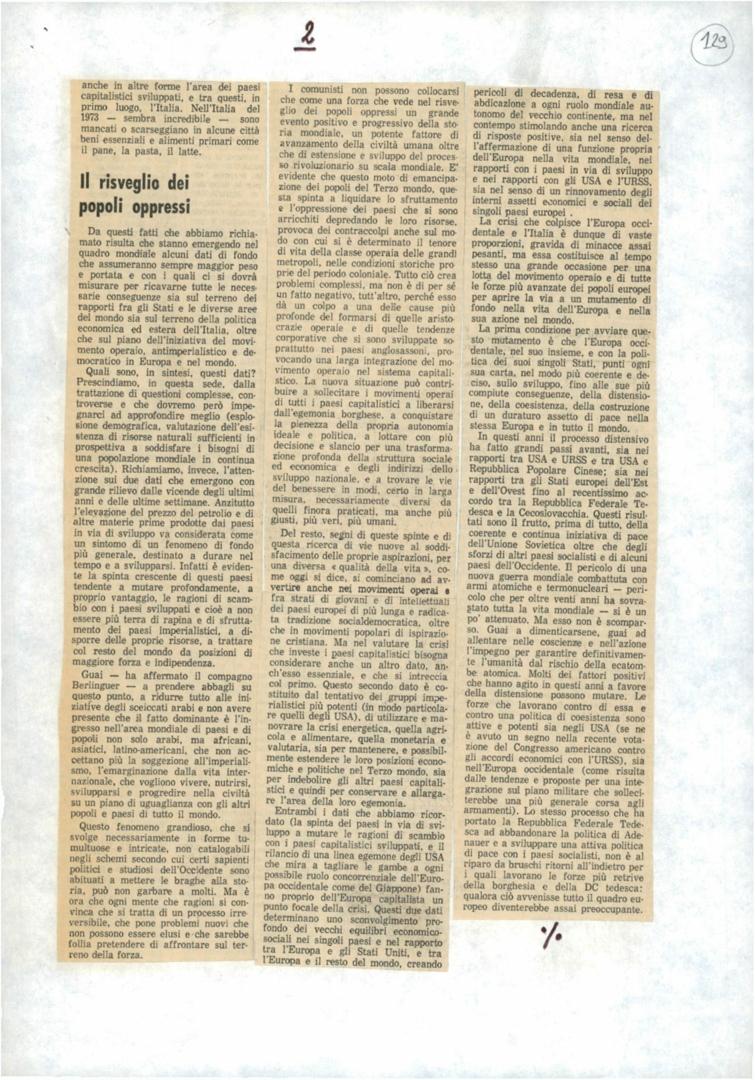 2
129
anche in altre forme l'area dei paesi
capitalistici sviluppati, e tra questi, in
primo luogo, l'Italia. Nell'Italia del
1973 — sembra incredibile — sono
mancati o scarseggiano in alcune città
beni essenziali e alimenti primari come
il pane, la pasta, il latte.
Il risveglio dei
popoli oppressi
Da questi fatti che abbiamo richia-
mato risulta che stanno emergendo nel
quadro mondiale alcuni dati di fondo
che assumeranno sempre maggior peso
e portata e con i quali ci si dovrà
misurare per ricavarne tutte le neces-
sarie conseguenze sia sul terreno dei
rapporti fra gli Stati e le diverse aree
del mondo sia sul terreno della politica
economica ed estera dell'Italia, oltre
che sul piano dell'iniziativa del movi-
mento operaio, antimperialistico e de-
mocratico in Europa e nel mondo.
Quali sono, in sintesi, questi dati?
Prescindiamo, in questa sede, dalla
trattazione di questioni complesse, con-
troverse e che dovremo però impe-
gnarci ad approfondire meglio (esplo-
sione demografica, valutazione dell'esi-
stenza di risorse naturali sufficienti in
prospettiva a soddisfare i bisogni di
una popolazione mondiale in continua
crescita). Richiamiamo, invece, l'atten-
zione sui due dati che emergono con
grande rilievo dalle vicende degli ultimi
anni e delle ultime settimane. Anzitutto
l'elevazione del prezzo del petrolio e di
altre materie prime prodotte dai paesi
in via di sviluppo va considerata come
un sintomo di un fenomeno di fondo
più generale, destinato a durare nel
tempo e a svilupparsi. Infatti è eviden-
te la spinta crescente di questi paesi
tendente a mutare profondamente, a
proprio vantaggio, le ragioni di scam-
bio con i paesi sviluppati e cioè a non
essere più terra di rapina e di sfrutta-
mento dei paesi imperialistici, a di-
sporre delle proprie risorse, a trattare
col resto del mondo da posizioni di
maggiore forza e indipendenza.
Guai — ha affermato il compagno
Berlinguer — a prendere abbagli su
questo punto, a ridurre tutto alle ini-
ziative degli sceiccati arabi e non avere
presente che il fatto dominante è l'in-
gresso nell'area mondiale di paesi e di
popoli non solo arabi, ma africani,
asiatici, latino-americani, che non ac-
cettano più la soggezione all'imperiali-
smo, l'emarginazione dalla vita inter-
nazionale, che vogliono vivere, nutrirsi,
svilupparsi e progredire nella civiltà
su un piano di uguaglianza con gli altri
popoli e paesi di tutto il mondo.
Questo fenomeno grandioso, che si
svolge necessariamente in forme tu-
multuose e intricate, non catalogabili
negli schemi secondo cui certi sapienti
politici e studiosi dell'Occidente sono
abituati a mettere le braghe alla sto-
ria, può non garbare a molti. Ma è
ora che ogni mente che ragioni si con-
vinca che si tratta di un processo irre-
versibile, che pone problemi nuovi che
non possono essere elusi e che sarebbe
follia pretendere di affrontare sul ter-
reno della forza.
I comunisti non possono collocarsi
che come una forza che vede nel risve-
glio dei popoli oppressi un grande
evento positivo e progressivo della sto-
ria mondiale, un potente fattore di
avanzamento della civiltà umana oltre
che di estensione e sviluppo del proces-
so rivoluzionario su scala mondiale. E'
evidente che questo moto di emancipa-
zione dei popoli del Terzo mondo, que-
sta spinta a liquidare lo sfruttamento
e l'oppressione dei paesi che si sono
arricchiti depredando le loro risorse,
provoca dei contraccolpi anche sul mo-
do con cui si è determinato il tenore
di vita della classe operaia delle grandi
metropoli, nelle condizioni storiche pro-
prie del periodo coloniale. Tutto ciò crea
problemi complessi, ma non è di per sé
un fatto negativo, tutt'altro, perché esso
dà un colpo a una delle cause più
profonde del formarsi di quelle aristo-
crazie operaie e di quelle tendenze
corporative che si sono sviluppate so-
prattutto nei paesi anglosassoni, pro-
vocando una larga integrazione del mo-
vimento operaio nel sistema capitali-
stico. La nuova situazione può contri-
buire a sollecitare i movimenti operai
di tutti i paesi capitalistici a liberarsi
dall'egemonia borghese, a conquistare
la pienezza della propria autonomia
ideale e politica, a lottare con più
decisione e slancio per una trasforma-
zione profonda della struttura sociale
ed economica e degli indirizzi dello
sviluppo nazionale, e a trovare le vie
del benessere in modi, certo in larga
misura, necessariamente diversi da
quelli finora praticati, ma anche più
giusti, più veri, più umani.
Del resto, segni di queste spinte e di
questa ricerca di vie nuove al soddi-
sfacimento delle proprie aspirazioni, per
una diversa « qualità della vita », co-
me oggi si dice, si cominciano ad av-
vertire anche nei movimenti operai e
fra strati di giovani e di intellettuali
dei paesi europei di più lunga e radica-
ta tradizione socialdemocratica, oltre
che in movimenti popolari di ispirazio-
ne cristiana. Ma nel valutare la crisi
che investe i paesi capitalistici bisogna
considerare anche un altro dato, an-
ch'esso essenziale, e che si intreccia
col primo. Questo secondo dato è co-
stituito dal tentativo dei gruppi impe-
rialistici più potenti (in modo particola-
re quelli degli USA), di utilizzare e ma-
novrare la crisi energetica, quella agri-
cola e alimentare, quella monetaria e
valutaria, sia per mantenere, e possibil-
mente estendere le loro posizioni econo-
miche e politiche nel Terzo mondo, sia
per indebolire gli altri paesi capitali-
stici e quindi per conservare e allarga-
re l'area della loro egemonia.
Entrambi i dati che abbiamo ricor-
dato (la spinta dei paesi in via di svi-
luppo a mutare le ragioni di scambio
con i paesi capitalistici sviluppati, e il
rilancio di una linea egemone degli USA
che mira a tagliare le gambe a ogni
possibile ruolo concorrenziale dell'Euro-
pa occidentale come del Giappone) fan-
no proprio dell'Europa capitalista un
punto focale della crisi. Questi due dati
determinano uno sconvolgimento pro-
fondo dei vecchi equilibri economico-
sociali nei singoli paesi e nel rapporto
tra l'Europa e gli Stati Uniti, e tra
l'Europa e il resto del mondo, creando
pericoli di decadenza, di resa e di
abdicazione a ogni ruolo mondiale au-
tonomo del vecchio continente, ma nel
contempo stimolando anche una ricerca
di risposte positive, sia nel senso del-
l'affermazione di una funzione propria
dell'Europa nella vita mondiale, nei
rapporti con i paesi in via di sviluppo
e nei rapporti con gli USA e l'URSS,
sia nel senso di un rinnovamento degli
interni assetti economici e sociali dei
singoli paesi europei .
La crisi che colpisce l'Europa occi-
dentale e l'Italia è dunque di vaste
proporzioni, gravida di minacce assai
pesanti, ma essa costituisce al tempo
stesso una grande occasione per una
lotta del movimento operaio e di tutte
le forze più avanzate dei popoli europei
per aprire la via a un mutamento di
fondo nella vita dell'Europa e nella
sua azione nel mondo.
La prima condizione per avviare que-
sto mutamento è che l'Europa occi-
dentale, nel suo insieme, e con la poli-
tica dei suoi singoli Stati, punti ogni
sua carta, nel modo più coerente e de-
ciso, sullo sviluppo, fino alle sue più
compiute conseguenze, della distensio-
ne, della coesistenza, della costruzione
di un duraturo assetto di pace nella
stessa Europa e in tutto il mondo.
In questi anni il processo distensivo
ha fatto grandi passi avanti, sia nei
rapporti tra USA e URSS e tra USA e
Repubblica Popolare Cinese; sia nei
rapporti fra gli Stati europei dell'Est
e dell'Ovest fino al recentissimo ac-
cordo tra la Repubblica Federale Te-
desca e la Cecoslovacchia. Questi risul-
tati sono il frutto, prima di tutto, della
coerente e continua iniziativa di pace
dell'Unione Sovietica oltre che degli
sforzi di altri paesi socialisti e di alcuni
paesi dell'Occidente. Il pericolo di una
nuova guerra mondiale combattuta con
armi atomiche e termonucleari — peri-
colo che per oltre venti anni ha sovra-
stato tutta la vita mondiale — si è un
po' attenuato. Ma esso non è scompar-
so. Guai a dimenticarsene, guai ad
allentare nelle coscienze e nell'azione
l'impegno per garantire definitivamen-
te l'umanità dal rischio della ecatom-
be atomica. Molti dei fattori positivi
che hanno agito in questi anni a favore
della distensione possono mutare. Le
forze che lavorano contro di essa e
contro una politica di coesistenza sono
attive e potenti sia negli USA (se ne
è avuto un segno nella recente vota-
zione del Congresso americano contro
gli accordi economici con l'URSS), sia
nell'Europa occidentale (come risulta
dalle tendenze e proposte per una in-
tegrazione sul piano militare che solleci-
terebbe una più generale corsa agli
armamenti). Lo stesso processo che ha
portato la Repubblica Federale Tede-
sca ad abbandonare la politica di Ade-
nauer e a sviluppare una attiva politica
di pace con i paesi socialisti, non è al
riparo da bruschi ritorni all'indietro per
i quali lavorano le forze più retrive
della borghesia e della DC tedesca:
qualora ciò avvenisse tutto il quadro eu-
ropeo diventerebbe assai preoccupante.
%